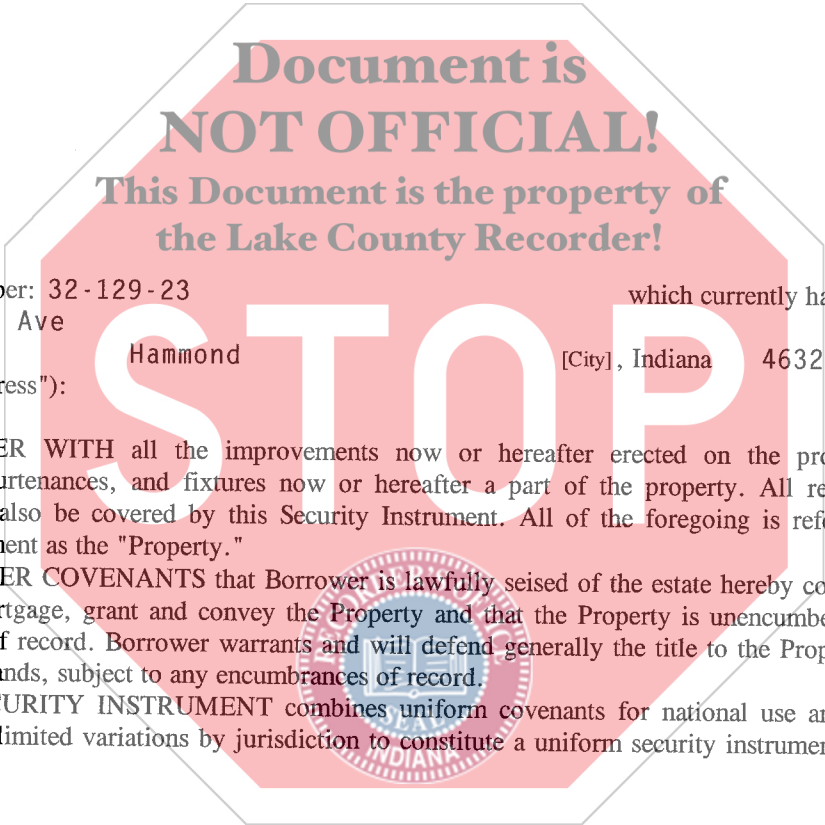 Document is
NOT OFFICIAL!
This Document is the property of
the Lake County Recorder!
ber: 32-129-23 which currently ha
Ave
Hammond [City], Indiana 4632
ress"):
STOP
ER WITH all the improvements now or hereafter erected on the pro
urtenances, and fixtures now or hereafter a part of the property. All re
also be covered by this Security Instrument. All of the foregoing is refe
nent as the "Property."
ER COVENANTS that Borrower is lawfully seised of the estate hereby co
rtgage, grant and convey the Property and that the Property is unencumbe
f record. Borrower warrants and will defend generally the title to the Prop
ands, subject to any encumbrances of record.
CURITY INSTRUMENT combines uniform covenants for national use an
limited variations by jurisdiction to constitute a uniform security instrumen
SEAL
INDIANA